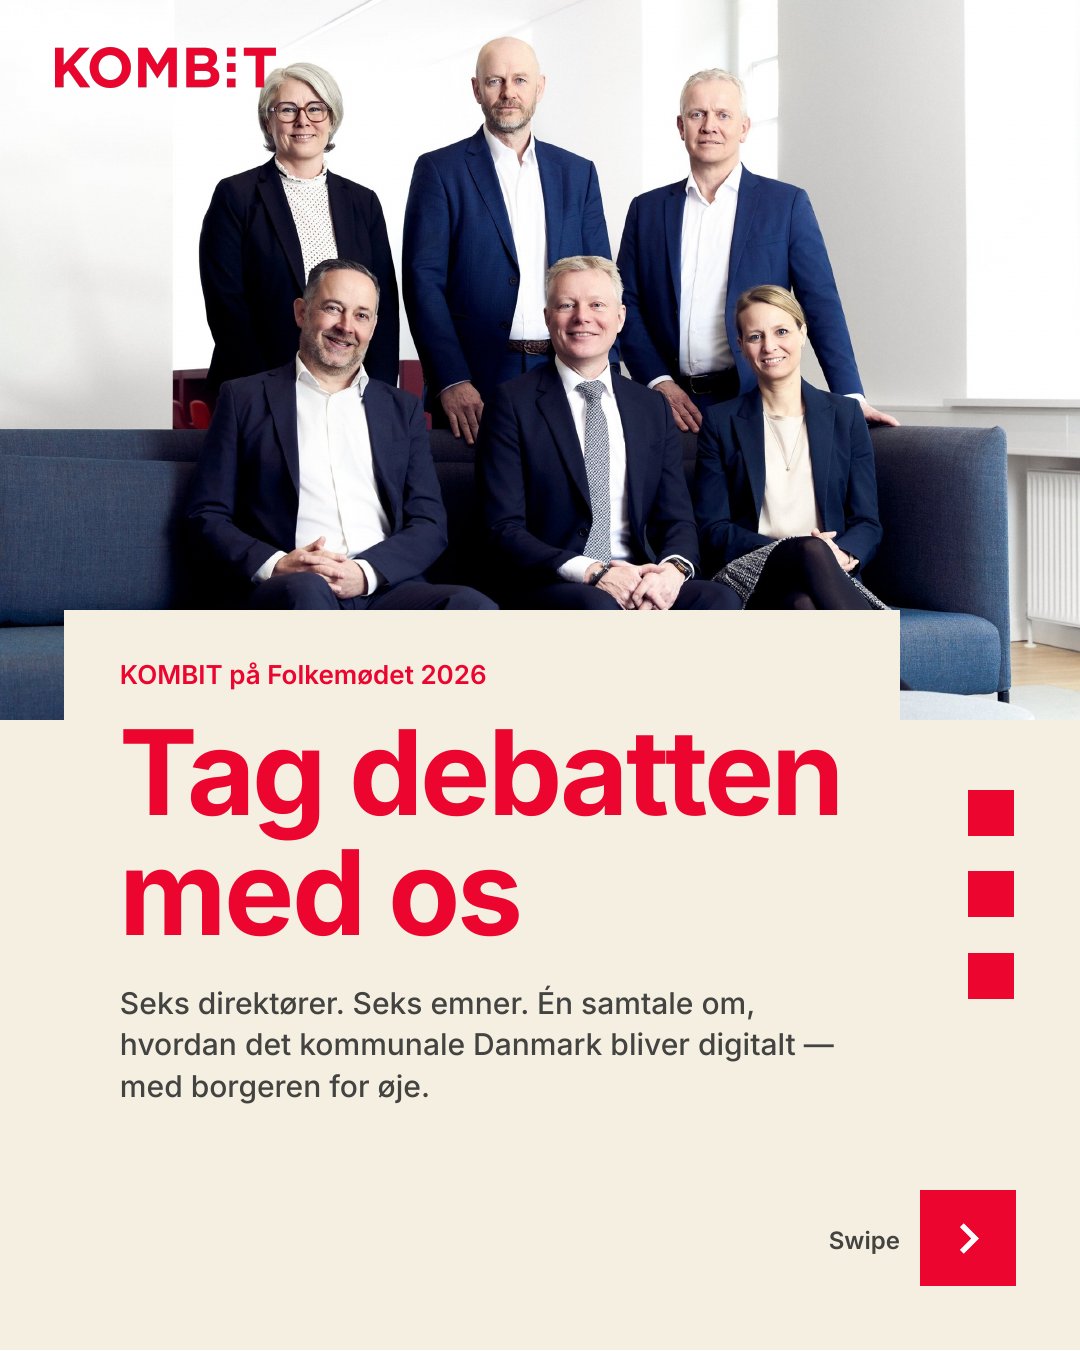 KOMBIT
KOMBIT på Folkemødet 2026
Tag debatten
med os
Seks direktører. Seks emner. Én samtale om,
hvordan det kommunale Danmark bliver digitalt —
med borgeren for øje.
Swipe